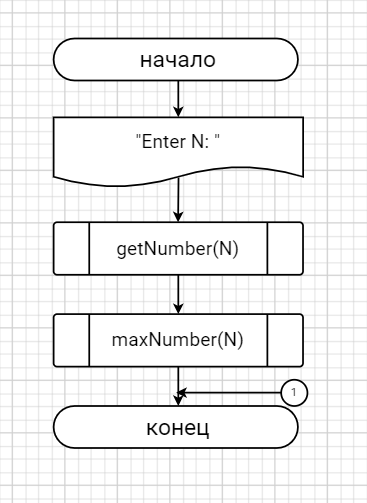 начало
"Enter N: "
getNumber(N)
maxNumber(N)
1
конец